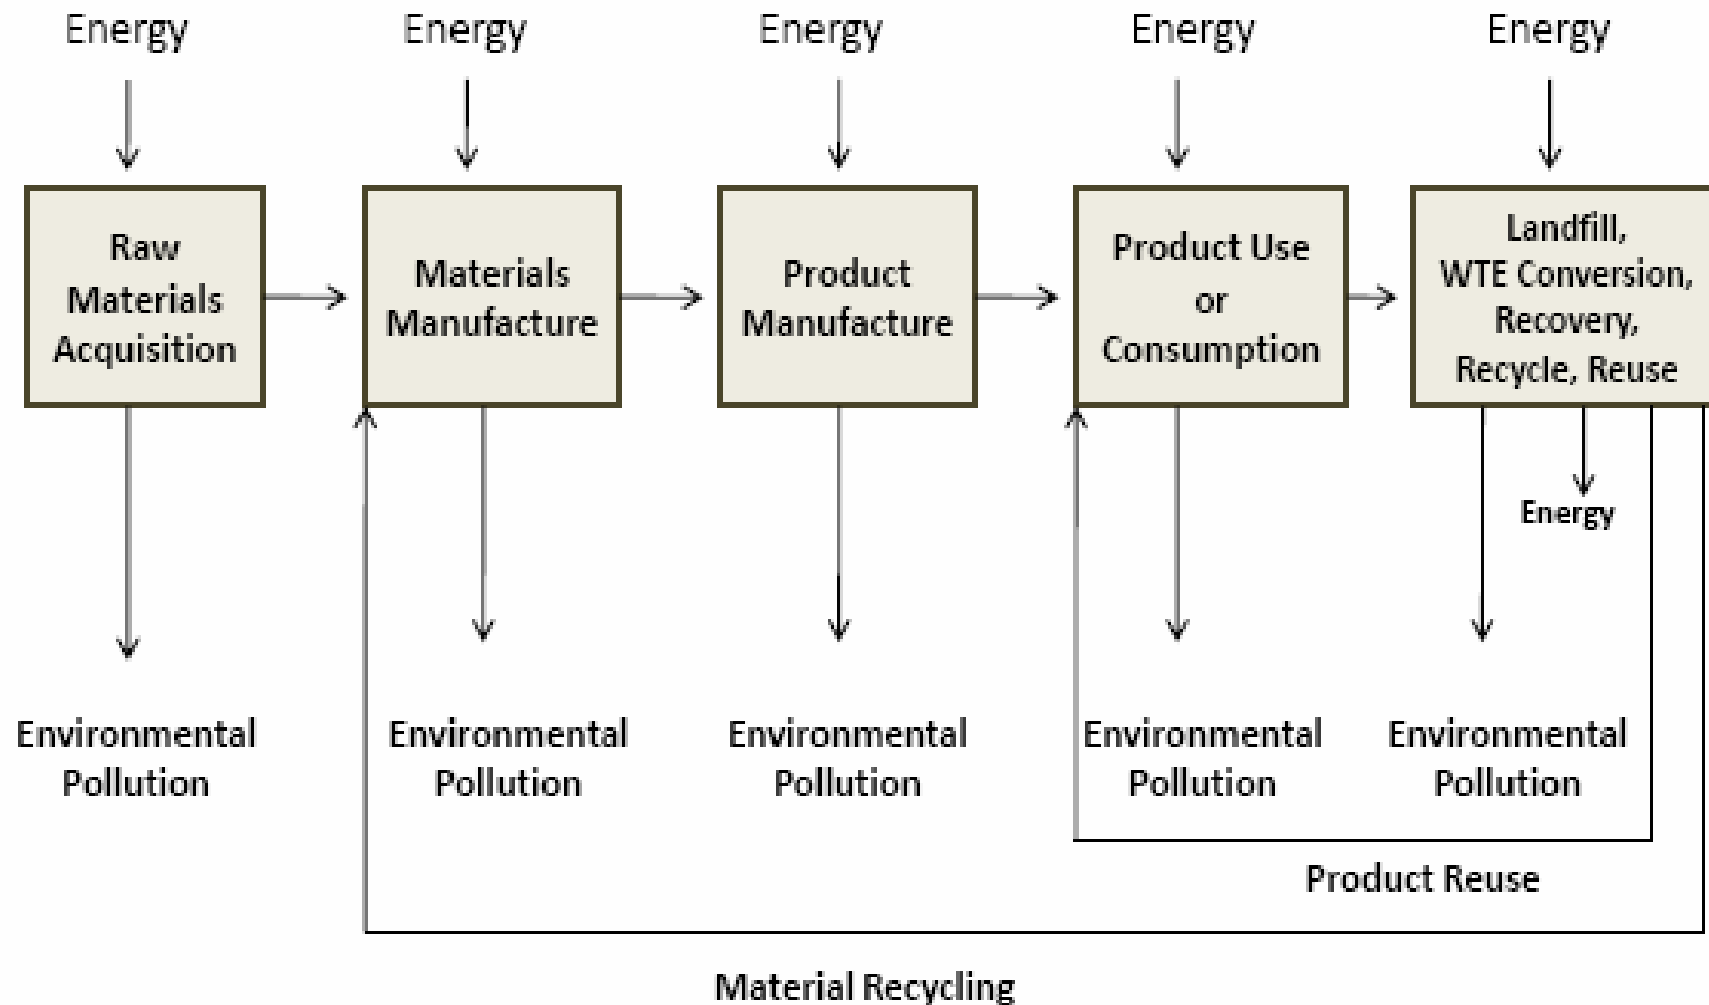 Energy
Energy
Energy
Energy
Energy
Raw
Materials
Acquisition
Materials
Manufacture
Product
Manufacture
Product Use
or
Consumption
Landfill,
WTE Conversion,
Recovery,
Recycle, Reuse
Energy
Environmental
Pollution
Environmental
Pollution
Environmental
Pollution
Environmental
Pollution
Environmental
Pollution
Product Reuse
Material Recycling